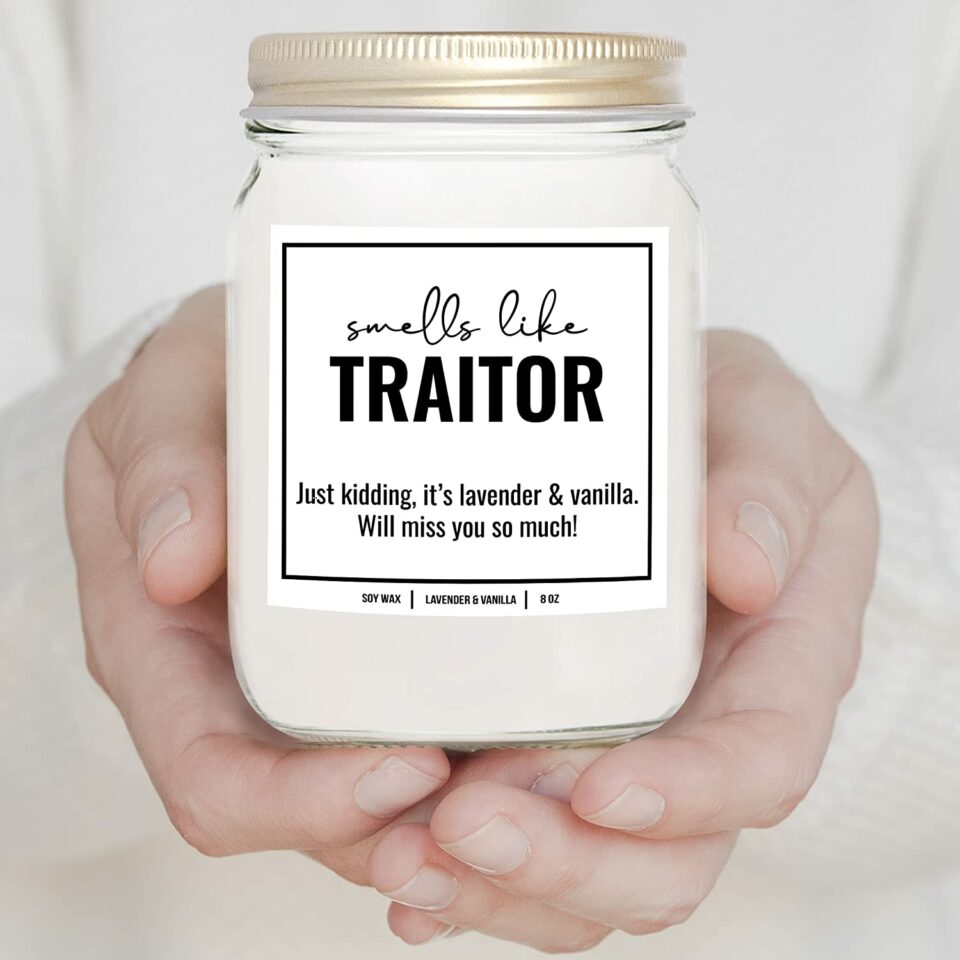 smells like
TRAITOR
Just kidding, it’s lavender & vanilla.
Will miss you so much!
SOY WAX | LAVENDER & VANILLA | 8 OZ